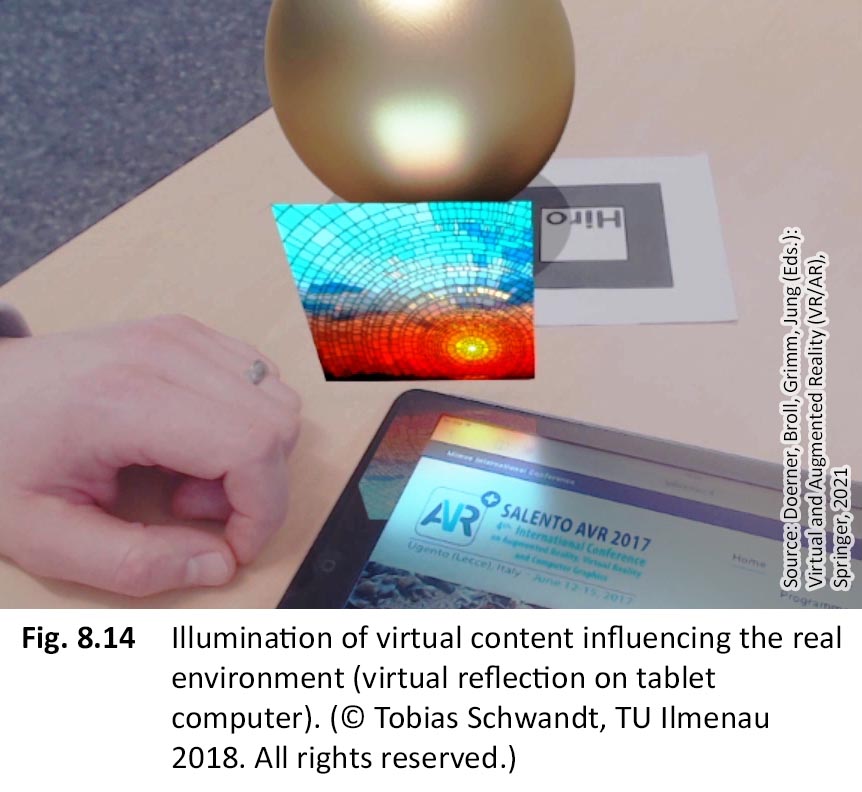 Hiro
Mimve International Conference
SALENTO AVR 2017
AVR
4th International Conference
on Augmented Reality, Virtual Reality
and Computer Graphics
Ugento (Lecce), Italy - June 12-15, 2017
Home
Programm
Source: Doerner, Broll, Grimm, Jung (Eds.):
Virtual and Augmented Reality (VR/AR),
Springer, 2021
Fig. 8.14 Illumination of virtual content influencing the real
environment (virtual reflection on tablet
computer). (© Tobias Schwandt, TU Ilmenau
2018. All rights reserved.)